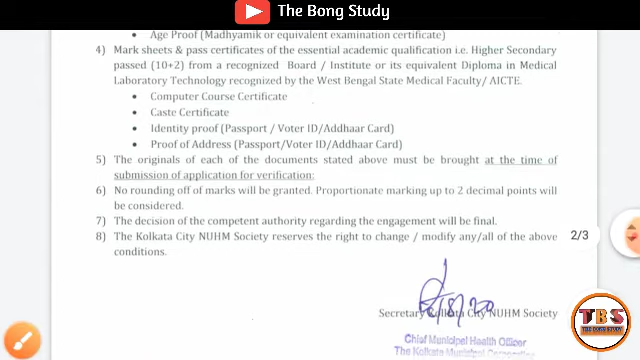 The Bong Study
• Age Proof (Madhyamik or equivalent examination certificate)
4) Mark sheets & pass certificates of the essential academic qualification i.e. Higher Secondary
passed (10+2) from a recognized Board / Institute or its equivalent Diploma in Medical
Laboratory Technology recognized by the West Bengal State Medical Faculty/ AICTE.
• Computer Course Certificate
• Caste Certificate
• Identity proof (Passport / Voter ID/Addhaar Card)
• Proof of Address (Passport/Voter ID/Addhaar Card)
5) The originals of each of the documents stated above must be brought at the time of
submission of application for verification:
6) No rounding off of marks will be granted. Proportionate marking up to 2 decimal points will
be considered.
7) The decision of the competent authority regarding the engagement will be final.
8) The Kolkata City NUHM Society reserves the right to change / modify any/all of the above
conditions.
2/3
Secretary Kolkata City NUHM Society
Chief Municipal Health Officer
The Kolkata Municipal Corporation
TBS
THE BONG STUDY